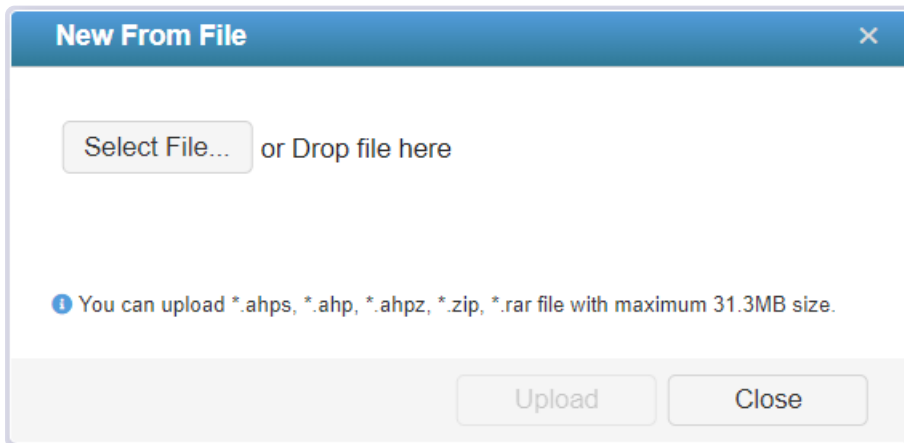 New From File
Select File... or Drop file here
You can upload *.ahps, *.ahp, *.ahpz, *.zip, *.rar file with maximum 31.3MB size.
Upload Close